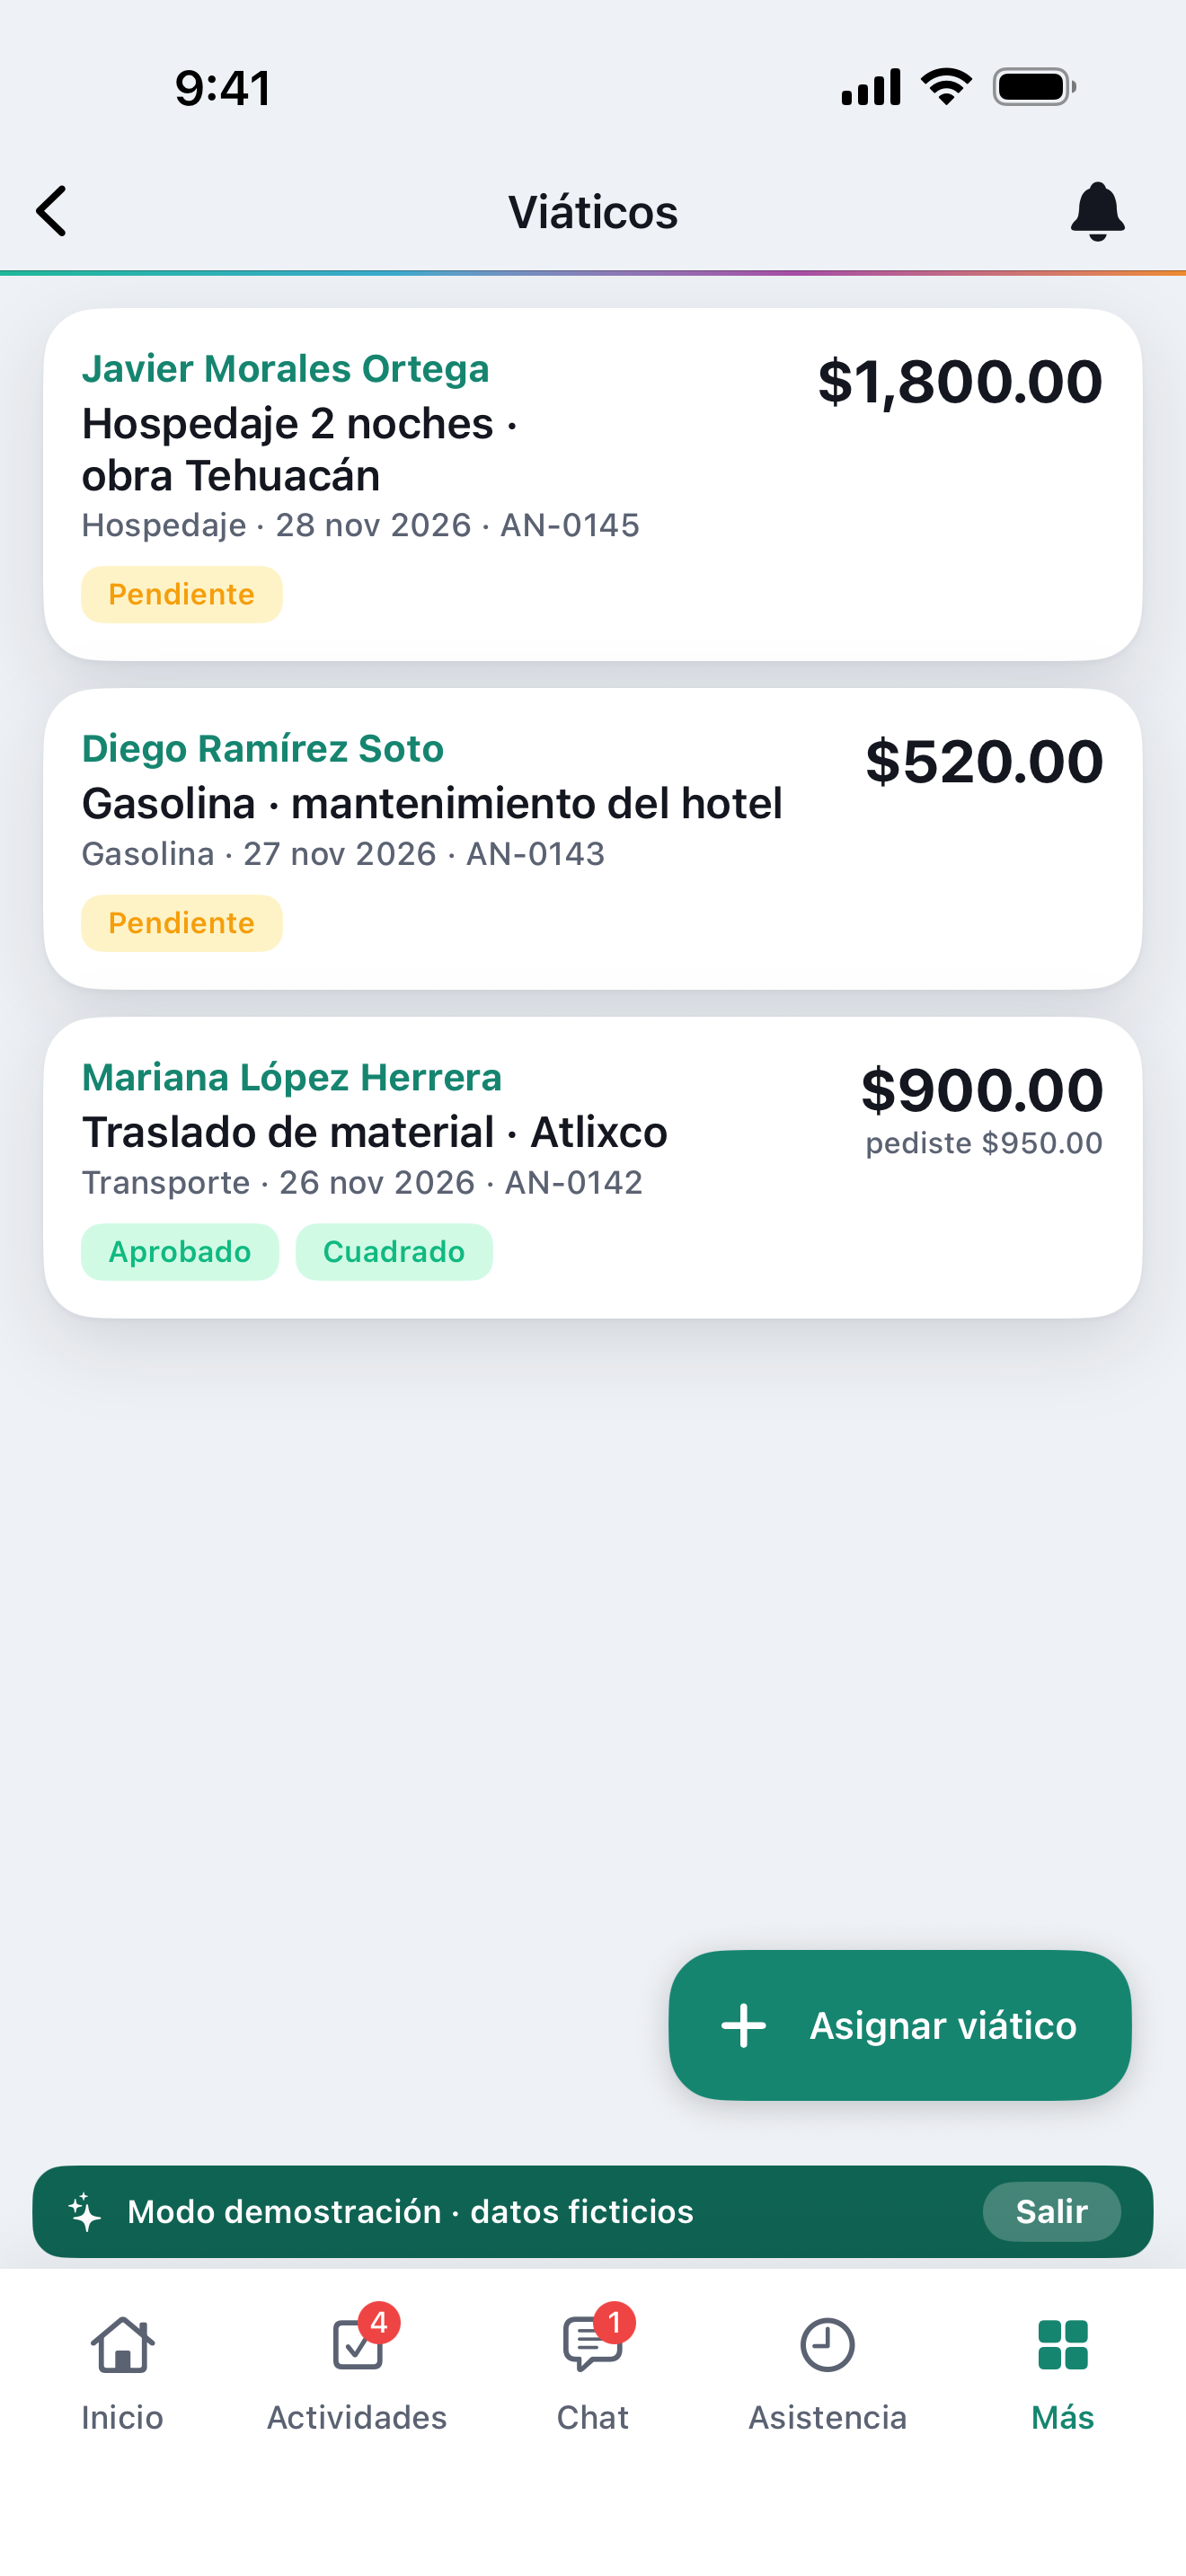 9:41
Viáticos
Javier Morales Ortega
$1,800.00
Hospedaje 2 noches ·
obra Tehuacán
Hospedaje · 28 nov 2026 · AN-0145
Pendiente
Diego Ramírez Soto
$520.00
Gasolina · mantenimiento del hotel
Gasolina · 27 nov 2026 · AN-0143
Pendiente
Mariana López Herrera
$900.00
Traslado de material · Atlixco
pediste $950.00
Transporte · 26 nov 2026 · AN-0142
Aprobado Cuadrado
Asignar viático
Modo demostración · datos ficticios Salir
4 1
Inicio Actividades Chat Asistencia Más